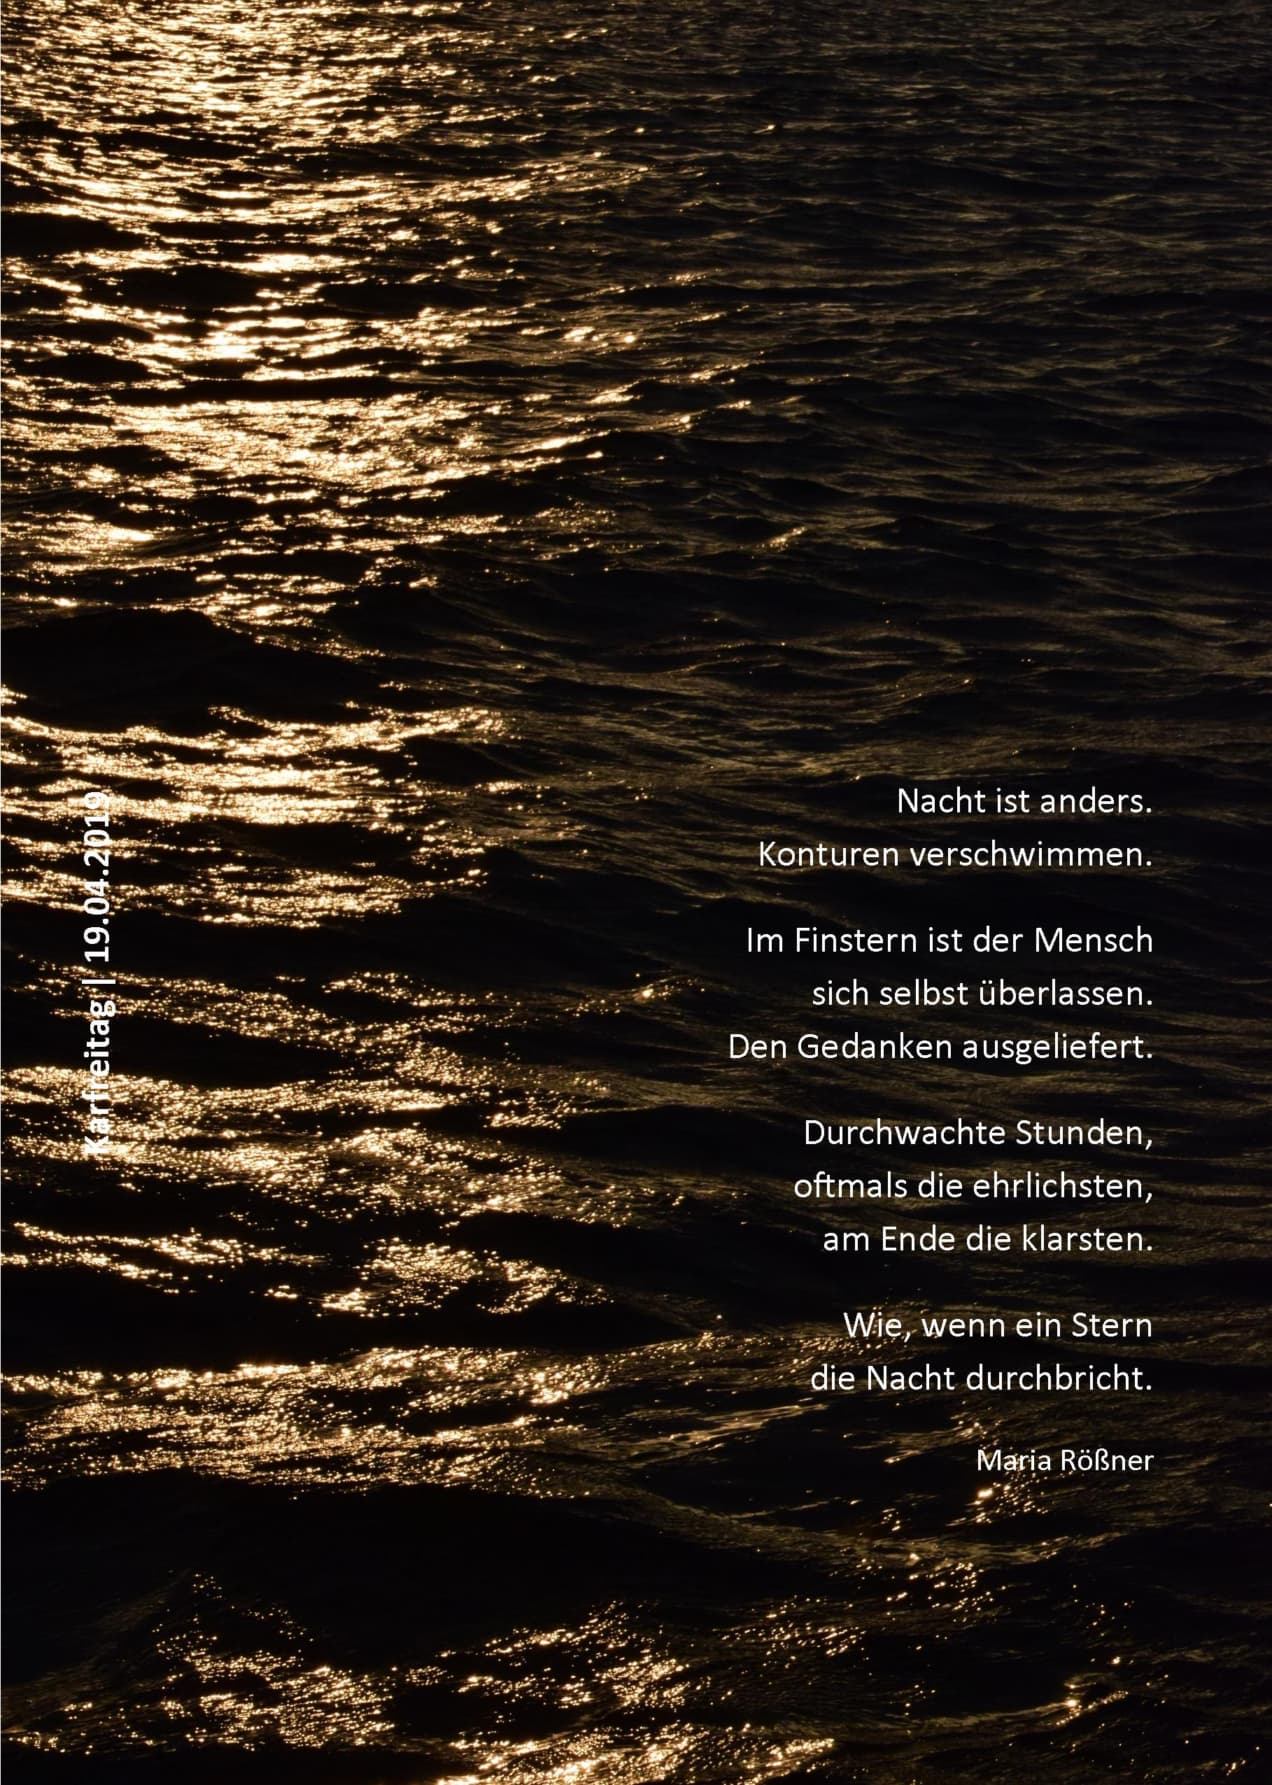 Karfreitag | 19.04.2019
Nacht ist anders.
Konturen verschwimmen.
Im Finstern ist der Mensch
sich selbst überlassen.
Den Gedanken ausgeliefert.
Durchwachte Stunden,
oftmals die ehrlichsten,
am Ende die klarsten.
Wie, wenn ein Stern
die Nacht durchbricht.
Maria Rößner